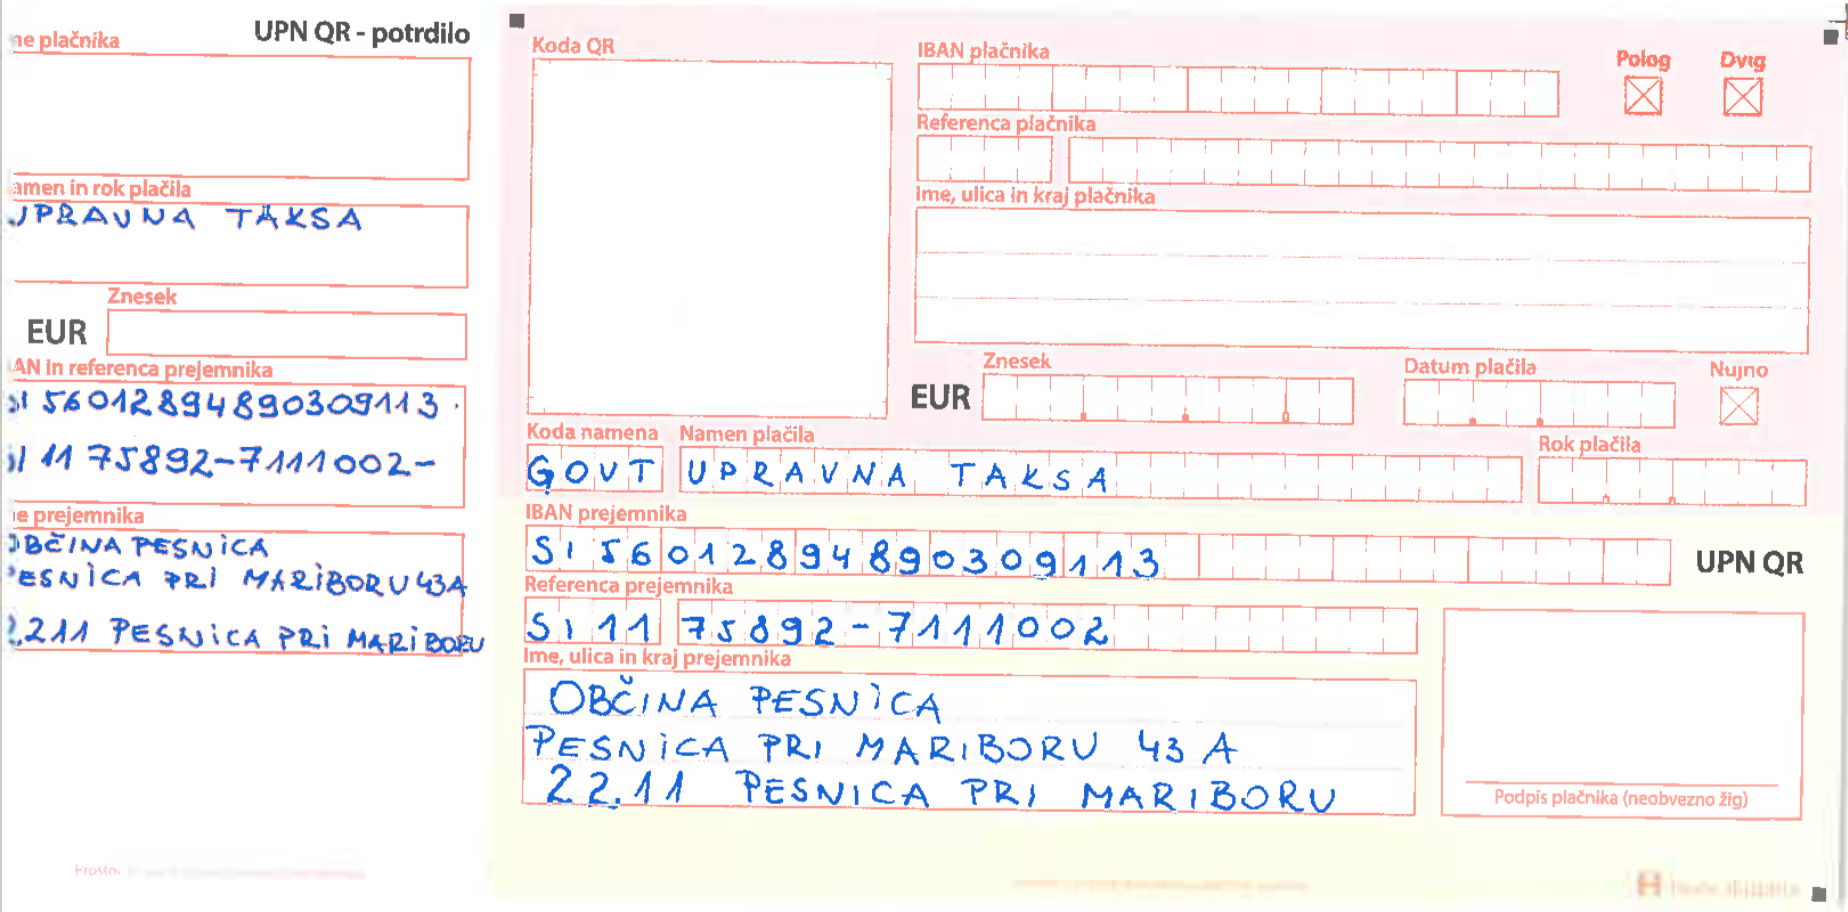 UPN QR - potrdilo
ne plačnika
amen in rok plačila
UPRAVNA TAKSA
Znesek
EUR
AN in referenca prejemnika
SI 56012894890309113
SI 11 75892-7111002-
ne prejemnika
OBČINA PESNICA
PESNICA PRI MARIBORU 43A
2211 PESNICA PRI MARIBORU
Koda QR
IBAN plačnika
Polog
Dvig
Referenca plačnika
Ime, ulica in kraj plačnika
Znesek
Datum plačila
Nujno
EUR
Koda namena
Namen plačila
Rok plačila
GOVT UPRAVNA TAKSA
IBAN prejemnika
SI56012894890309113
UPN QR
Referenca prejemnika
SI11 75892-7111002
Ime, ulica in kraj prejemnika
OBČINA PESNICA
PESNICA PRI MARIBORU 43 A
22.11 PESNICA PRI MARIBORU
Podpis plačnika (neobvezno žig)